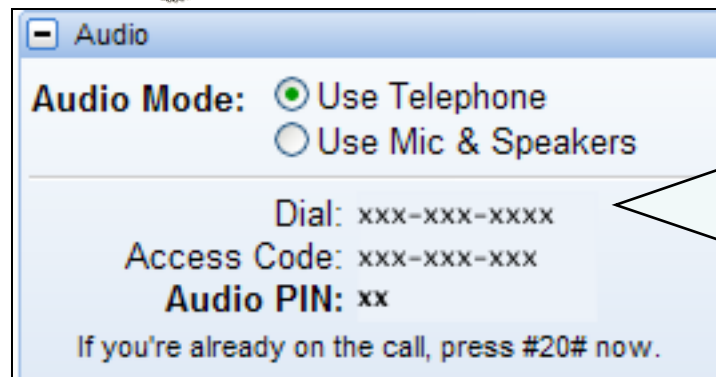 Audio
Audio Mode: Use Telephone
Use Mic & Speakers
Dial: xxx-xxx-xxxx
Access Code: xxx-xxx-xxx
Audio PIN: xx
If you're already on the call, press #20# now.